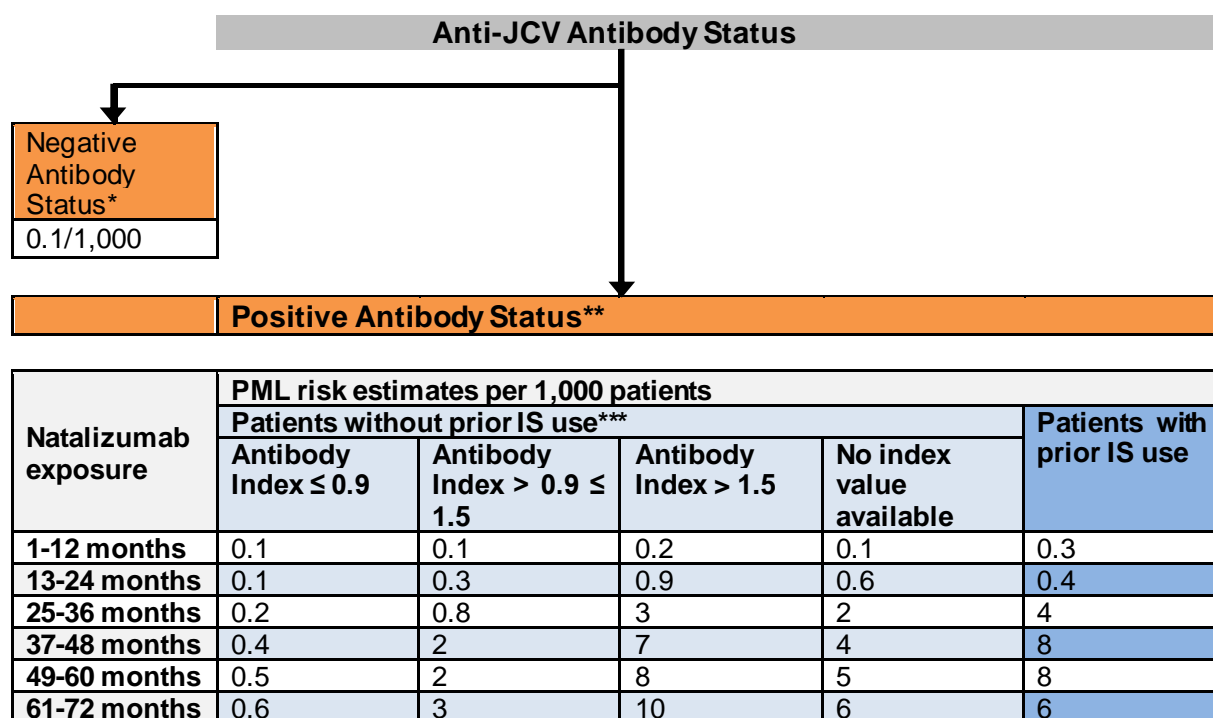 Anti-JCV Antibody Status
Negative
Antibody
Status*
0.1/1,000
Positive Antibody Status**
Natalizumab
exposure
PML risk estimates per 1,000 patients
Patients without prior IS use***
Patients with
prior IS use
Antibody
Index ≤ 0.9
Antibody
Index > 0.9 ≤
1.5
Antibody
Index > 1.5
No index
value
available
1-12 months 0.1 0.1 0.2 0.1 0.3
13-24 months 0.1 0.3 0.9 0.6 0.4
25-36 months 0.2 0.8 3 2 4
37-48 months 0.4 2 7 4 8
49-60 months 0.5 2 8 5 8
61-72 months 0.6 3 10 6 6